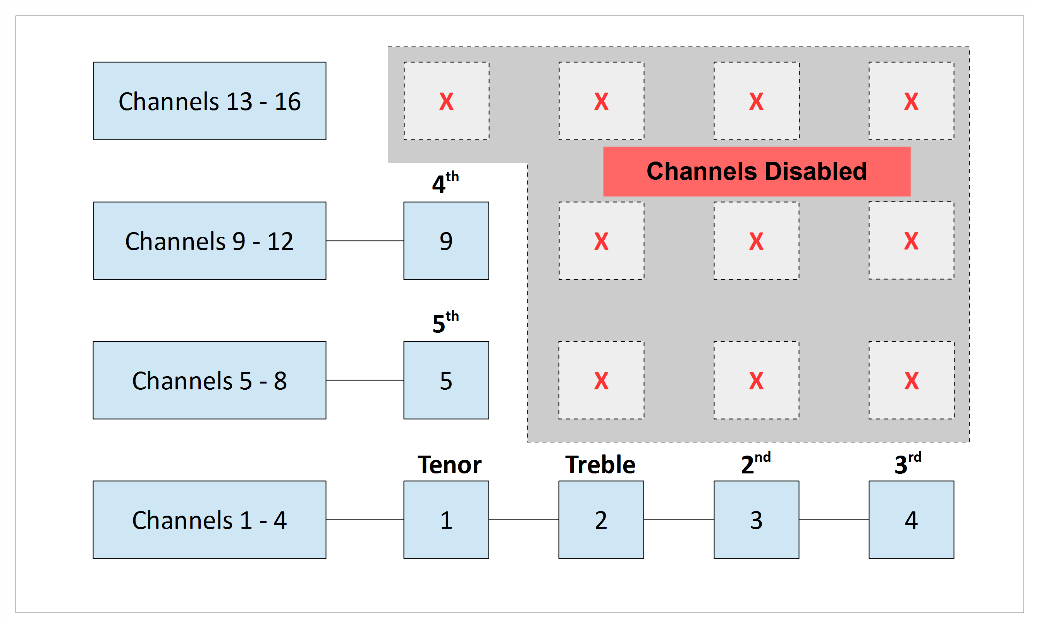 Channels 13 - 16
X X X X
Channels Disabled
4th
Channels 9 - 12
9
X X X
5th
Channels 5 - 8
5
X X X
Tenor Treble 2nd 3rd
Channels 1 - 4
1 2 3 4